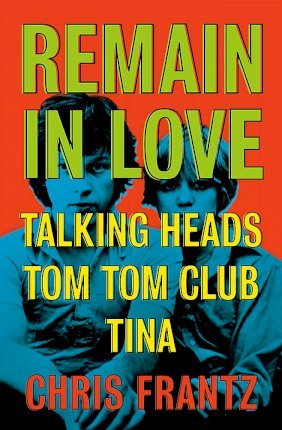 REMAIN
IN LOVE
TALKING HEADS
TOM TOM CLUB
TINA
CHRIS FRANTZ